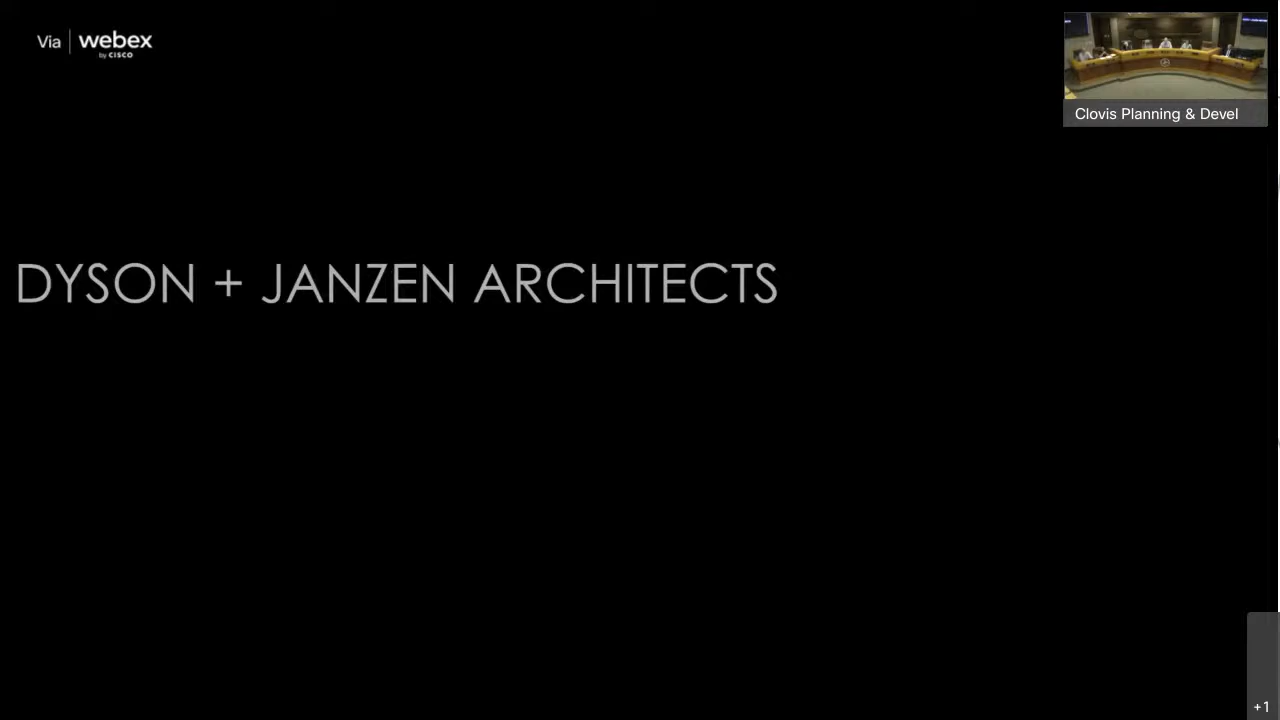 Via | webex
by CISCO
Clovis Planning & Devel
DYSON + JANZEN ARCHITECTS
+1